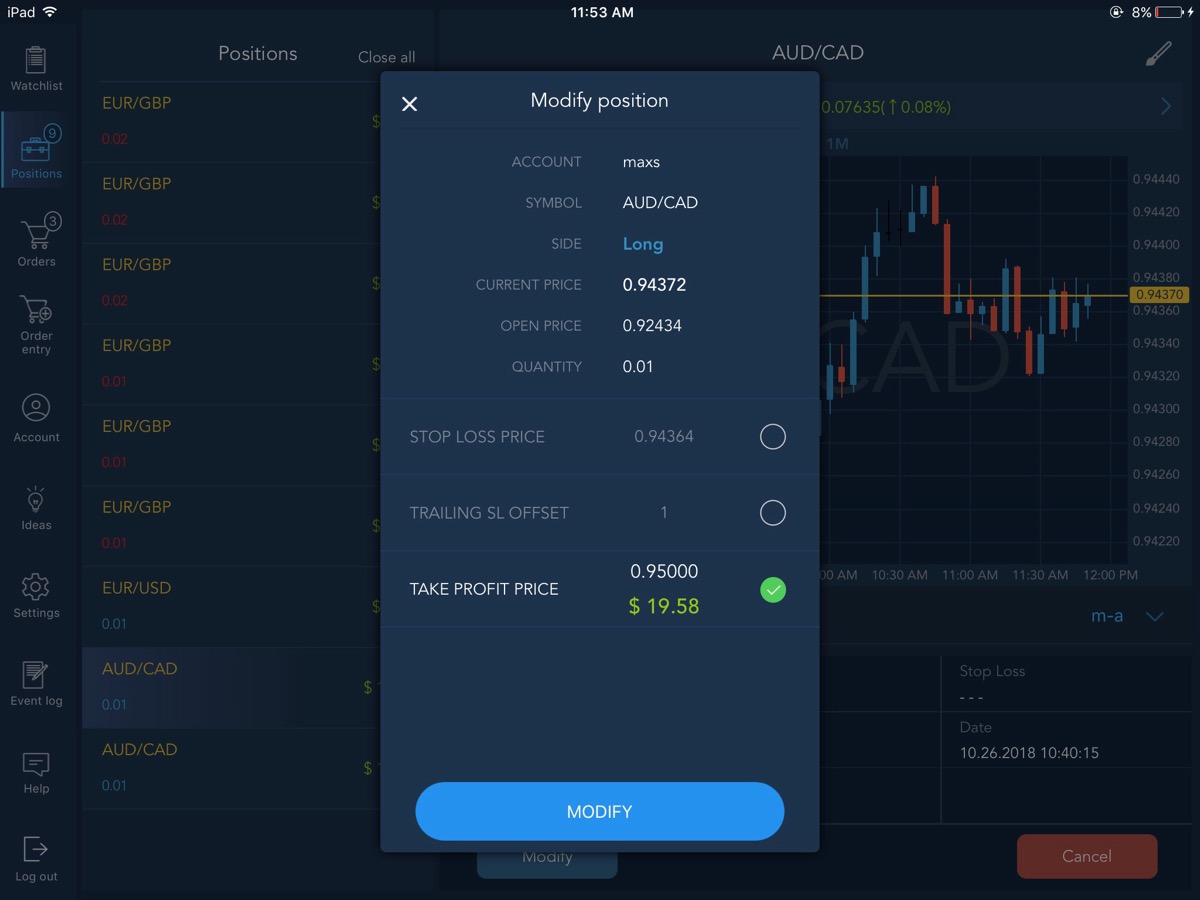 iPad
11:53 AM
8%
Watchlist
9
Positions
3
Orders
Order
entry
Account
Ideas
Settings
Event log
Help
Log out
Positions
Close all
EUR/GBP
$
0.02
EUR/GBP
$
0.02
EUR/GBP
$
0.02
EUR/GBP
$
0.01
EUR/GBP
$
0.01
EUR/GBP
$
0.01
EUR/USD
$
0.01
AUD/CAD
$
0.01
AUD/CAD
$
0.01
Modify position
ACCOUNT maxs
SYMBOL AUD/CAD
SIDE Long
CURRENT PRICE 0.94372
OPEN PRICE 0.92434
QUANTITY 0.01
STOP LOSS PRICE 0.94364
TRAILING SL OFFSET 1
TAKE PROFIT PRICE 0.95000
$ 19.58
MODIFY
AUD/CAD
0.07635(↑0.08%)
1M
CAD
0.94440
0.94420
0.94400
0.94380
0.94370
0.94360
0.94340
0.94320
0.94300
0.94280
0.94260
0.94240
0.94220
00 AM 10:30 AM 11:00 AM 11:30 AM 12:00 PM
m-a
Stop Loss
---
Date
10.26.2018 10:40:15
Modify
Cancel